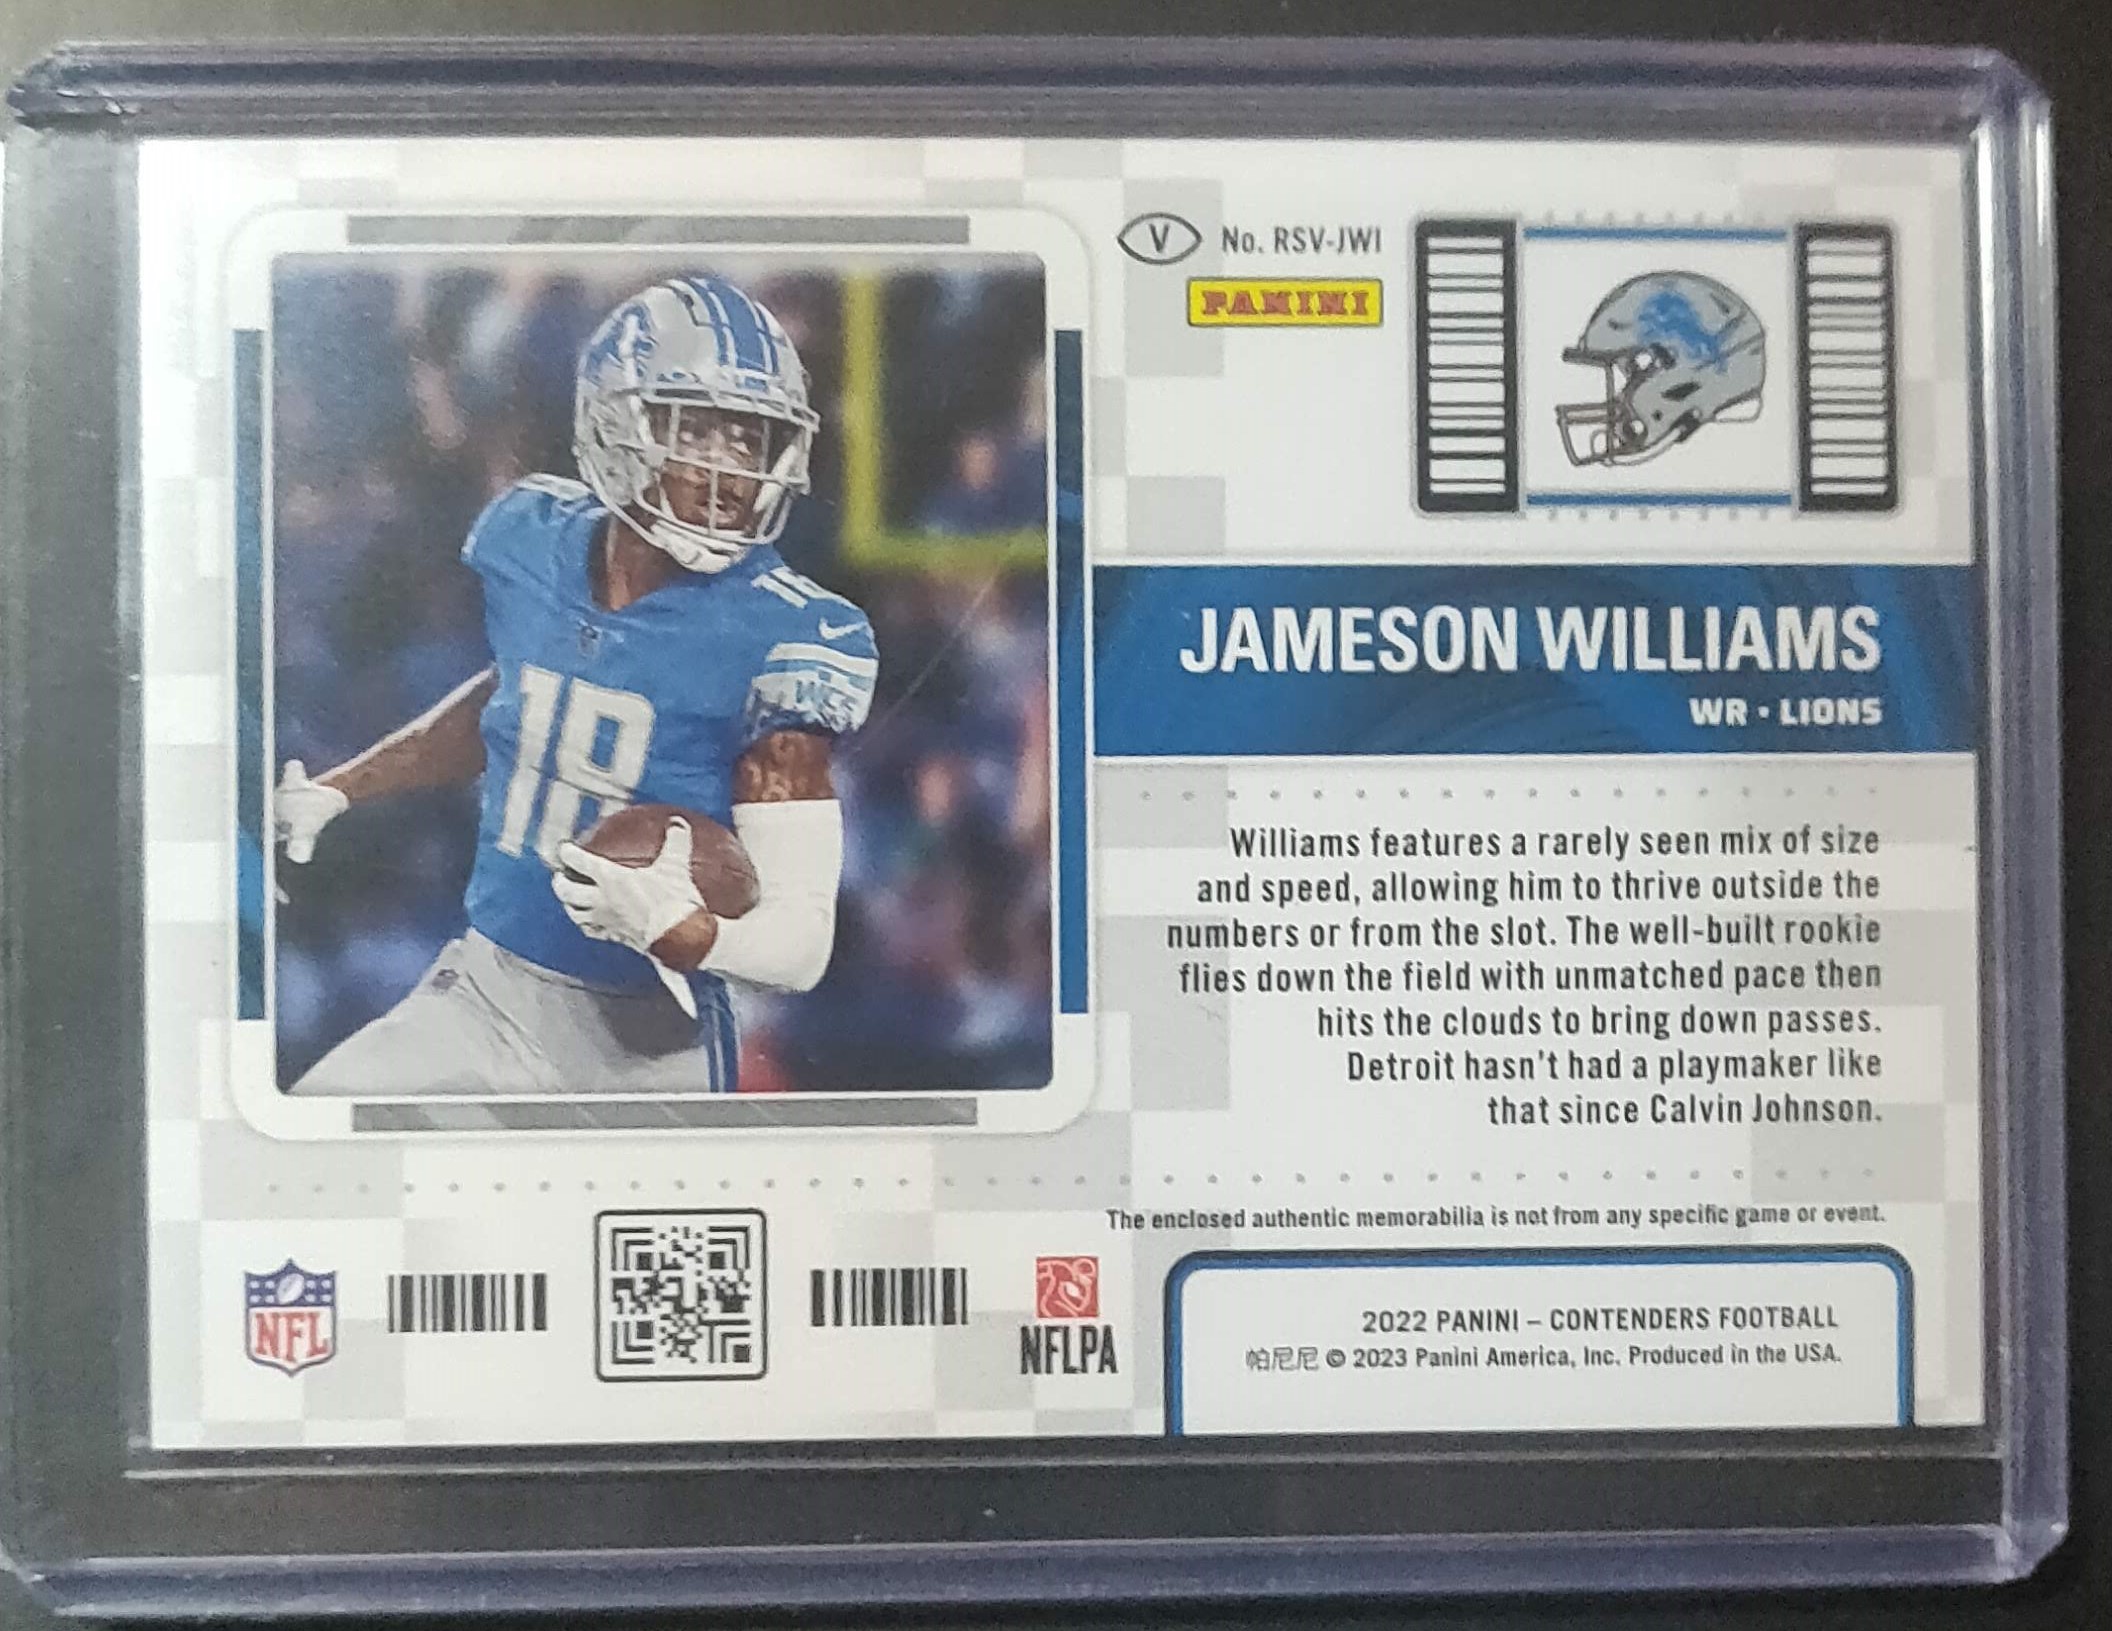 V No. RSV-JWI
PANINI
JAMESON WILLIAMS
WR • LIONS
18
18
Williams features a rarely seen mix of size
and speed, allowing him to thrive outside the
numbers or from the slot. The well-built rookie
flies down the field with unmatched pace then
hits the clouds to bring down passes.
Detroit hasn't had a playmaker like
that since Calvin Johnson.
The enclosed authentic memorabilia is not from any specific game or event.
NFL
NFLPA
2022 PANINI – CONTENDERS FOOTBALL
帕尼尼 © 2023 Panini America, Inc. Produced in the USA.